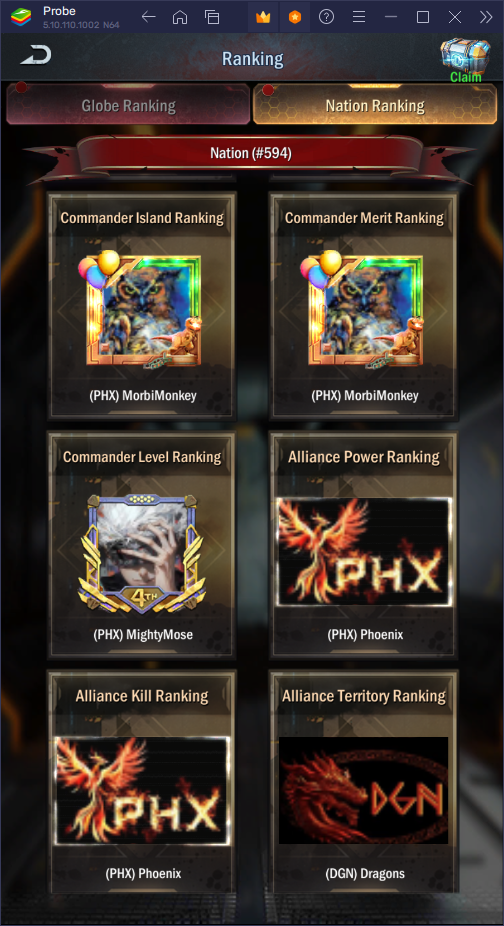 Probe
5.10.110.1002 N64
Ranking
Claim
Globe Ranking
Nation Ranking
Nation (#594)
Commander Island Ranking
Commander Merit Ranking
(PHX) MorbiMonkey
(PHX) MorbiMonkey
Commander Level Ranking
Alliance Power Ranking
4TH
PHX
(PHX) MightyMose
(PHX) Phoenix
Alliance Kill Ranking
Alliance Territory Ranking
PHX
DGN
(PHX) Phoenix
(DGN) Dragons